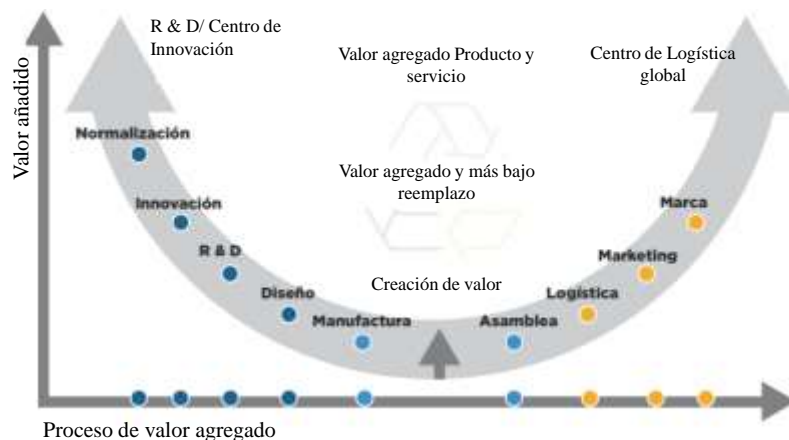 R & D/ Centro de
Innovación
Valor agregado Producto y
servicio
Centro de Logística
global
Valor añadido
Normalización
Valor agregado y más bajo
reemplazo
Innovación
Marca
R & D
Marketing
Diseño
Creación de valor
Logística
Manufactura
Asamblea
Proceso de valor agregado